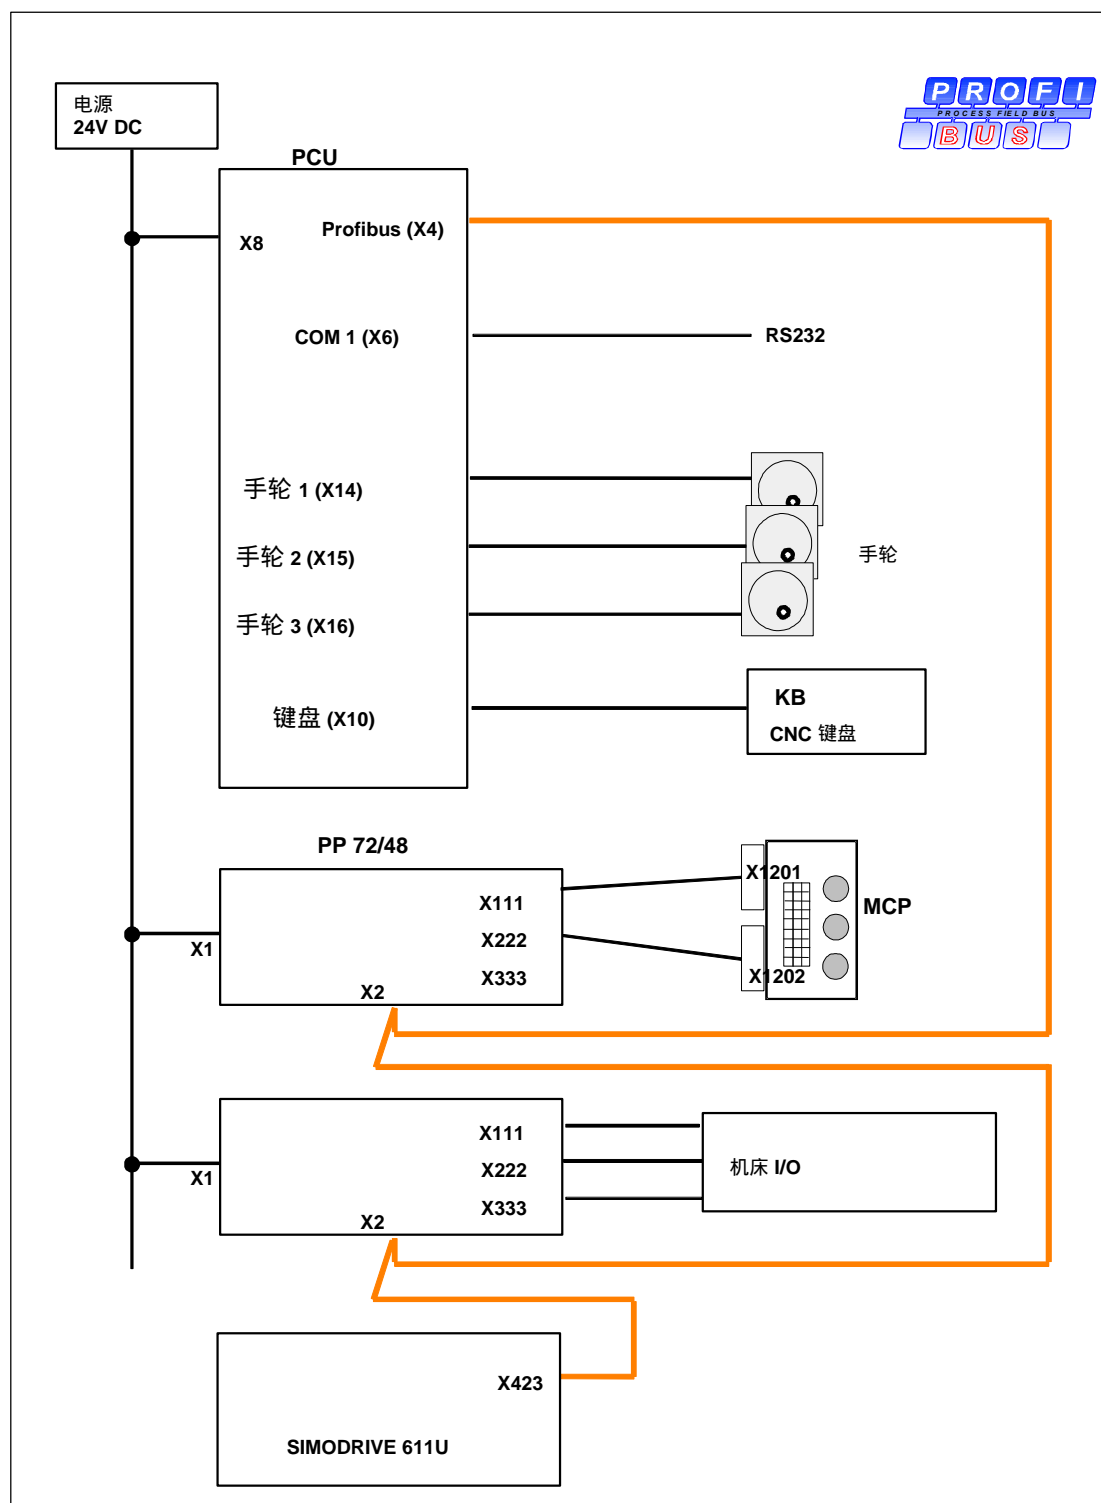 电源
24V DC
PROFI
PROCESS FIELD BUS
BUS
PCU
Profibus (X4)
X8
COM 1 (X6)
RS232
手轮 1 (X14)
手轮 2 (X15)
手轮
手轮 3 (X16)
键盘 (X10)
KB
CNC 键盘
PP 72/48
X1201
X111
MCP
X222
X1
X1202
X333
X2
X111
机床 I/O
X222
X1
X333
X2
X423
SIMODRIVE 611U